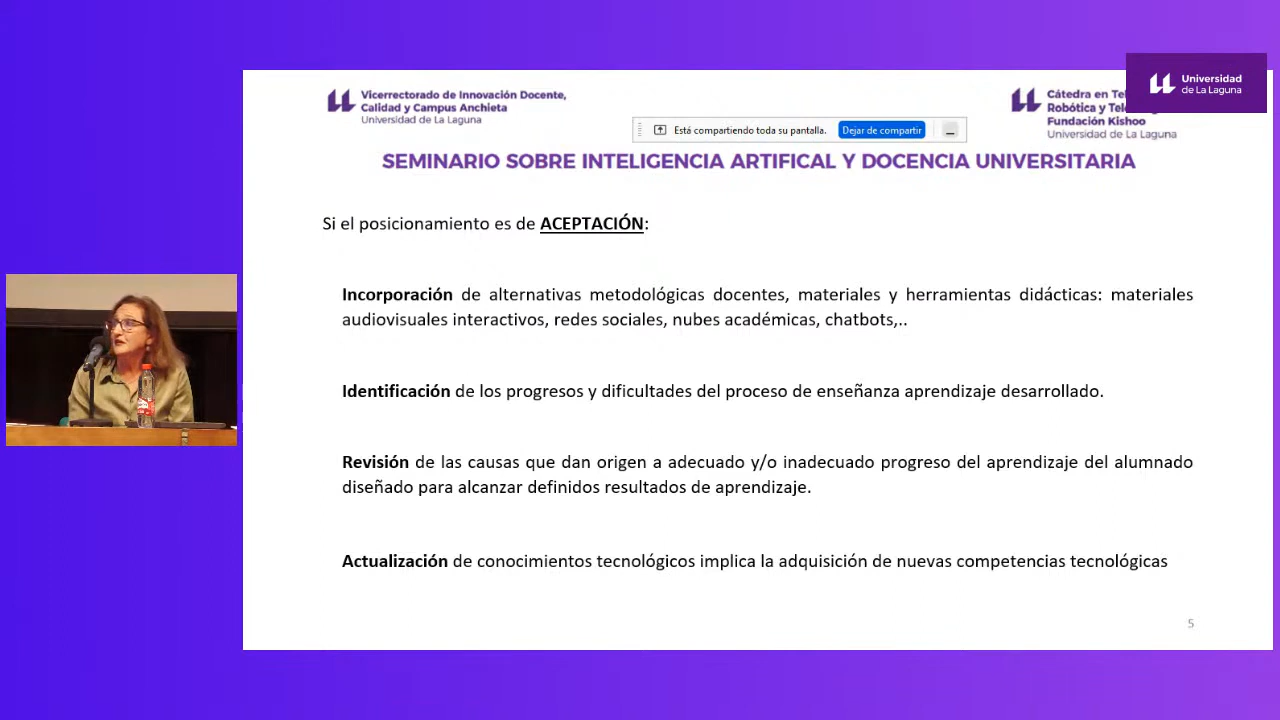 Vicerrectorado de Innovación Docente,
Calidad y Campus Anchieta
Universidad de La Laguna
Cátedra en
Robótica y
Fundación Kishoo
Universidad de La Laguna
Universidad
de La Laguna
Está compartiendo toda su pantalla. Dejar de compartir
SEMINARIO SOBRE INTELIGENCIA ARTIFICAL Y DOCENCIA UNIVERSITARIA
Si el posicionamiento es de ACEPTACIÓN:
Incorporación de alternativas metodológicas docentes, materiales y herramientas didácticas: materiales
audiovisuales interactivos, redes sociales, nubes académicas, chatbots,..
Identificación de los progresos y dificultades del proceso de enseñanza aprendizaje desarrollado.
Revisión de las causas que dan origen a adecuado y/o inadecuado progreso del aprendizaje del alumnado
diseñado para alcanzar definidos resultados de aprendizaje.
Actualización de conocimientos tecnológicos implica la adquisición de nuevas competencias tecnológicas
5